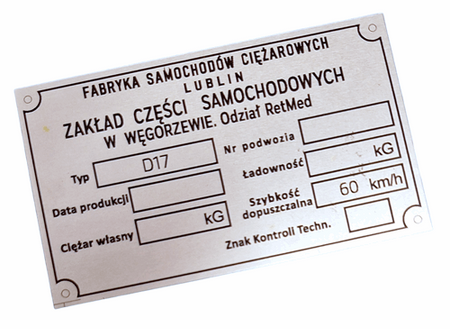 FABRYKA SAMOCHODÓW CIĘŻAROWYCH
LUBLIN
ZAKŁAD CZĘŚCI SAMOCHODOWYCH
W WĘGORZEWIE. Odział RetMed
Typ D17 Nr podwozia
Data produkcji Ładowność kG
Ciężar własny kG Szybkość dopuszczalna 60 km/h
Znak Kontroli Techn.